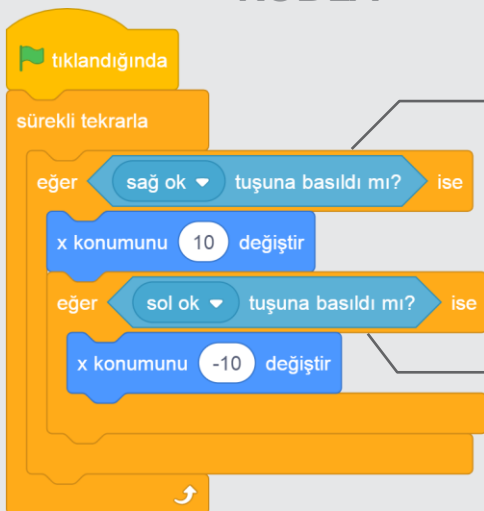 tıklandığında
sürekli tekrarla
eğer sağ ok tuşuna basıldı mı? ise
x konumunu 10 değiştir
eğer sol ok tuşuna basıldı mı? ise
x konumunu -10 değiştir